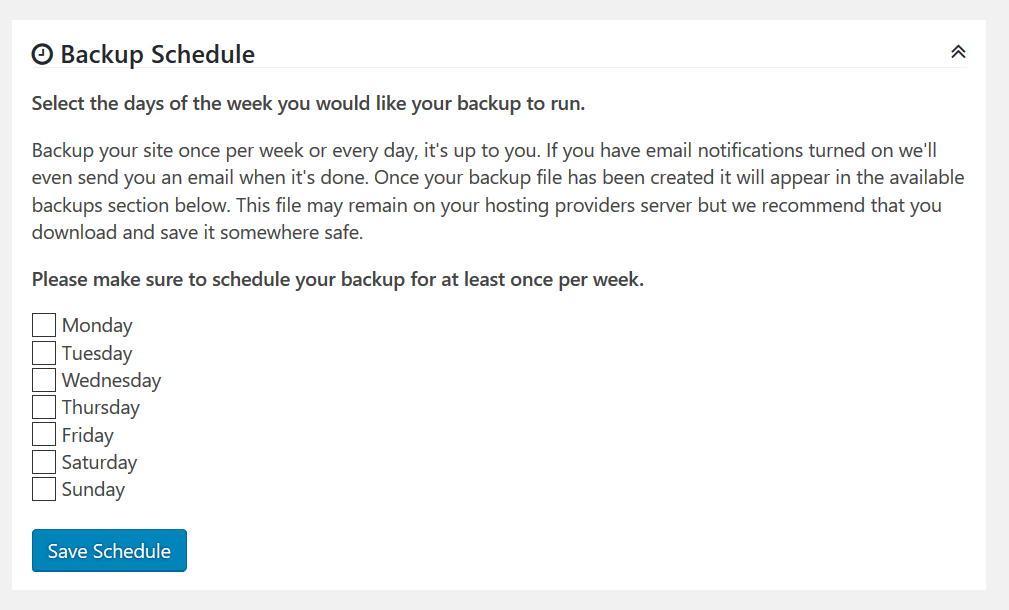 Backup Schedule
Select the days of the week you would like your backup to run.
Backup your site once per week or every day, it's up to you. If you have email notifications turned on we'll
even send you an email when it's done. Once your backup file has been created it will appear in the available
backups section below. This file may remain on your hosting providers server but we recommend that you
download and save it somewhere safe.
Please make sure to schedule your backup for at least once per week.
Monday
Tuesday
Wednesday
Thursday
Friday
Saturday
Sunday
Save Schedule